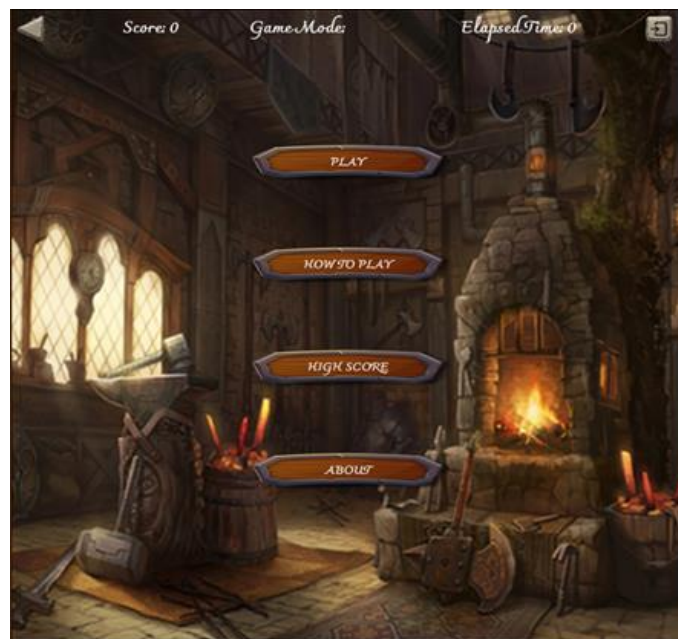 Score: 0 Game Mode: Elapsed Time: 0
PLAY
HOW TO PLAY
HIGH SCORE
ABOUT